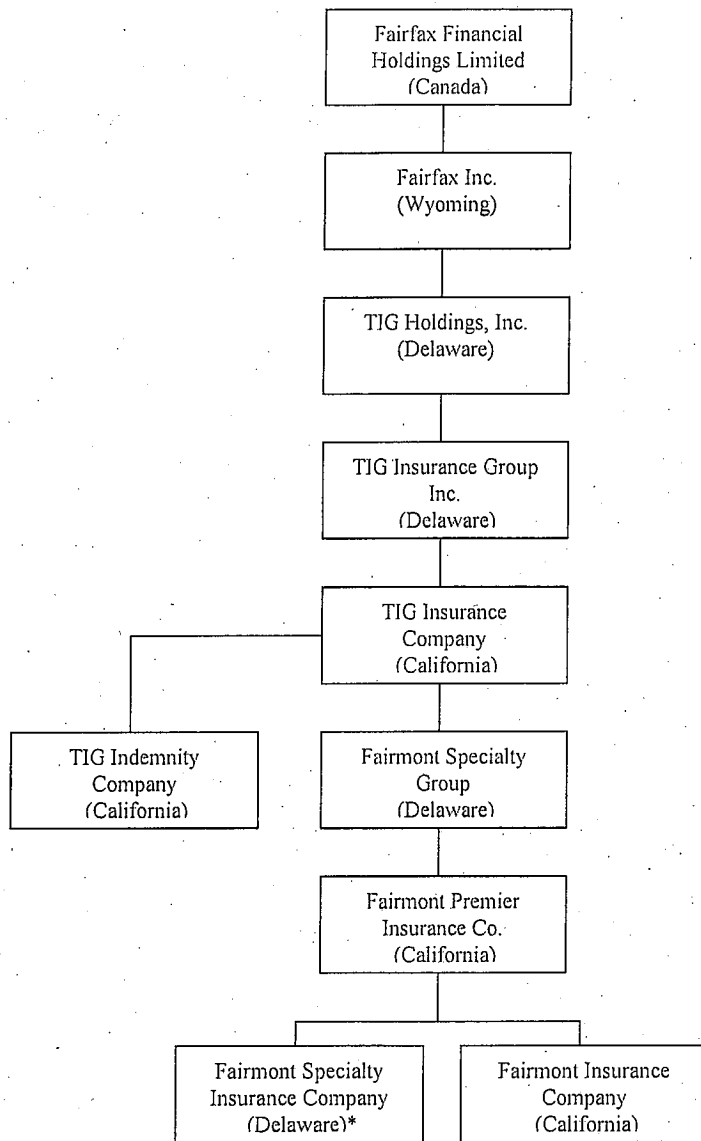 Fairfax Financial
Holdings Limited
(Canada)
Fairfax Inc.
(Wyoming)
TIG Holdings, Inc.
(Delaware)
TIG Insurance Group
Inc.
(Delaware)
TIG Insurance
Company
(California)
TIG Indemnity
Company
(California)
Fairmont Specialty
Group
(Delaware)
Fairmont Premier
Insurance Co.
(California)
Fairmont Specialty
Insurance Company
(Delaware)*
Fairmont Insurance
Company
(California)